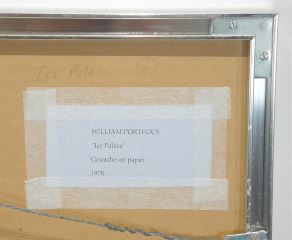 Ice Palace
WILLIAM PORTEOUS
"Ice Palace"
Gouache on paper
1978